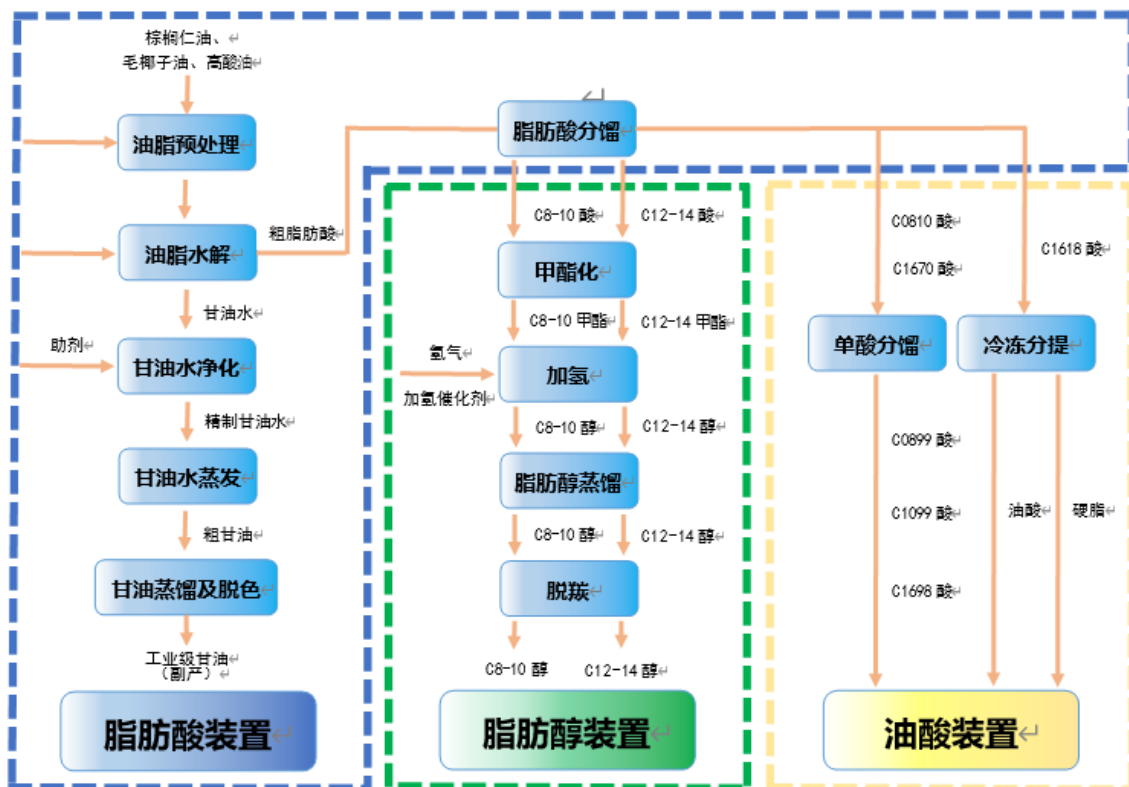 棕榈仁油、
毛椰子油、高酸油
油脂预处理
油脂水解
粗脂肪酸
甘油水
助剂
甘油水净化
精制甘油水
甘油水蒸发
粗甘油
甘油蒸馏及脱色
工业级甘油
（副产）
脂肪酸装置
脂肪酸分馏
C8-10 酸
C12-14 酸
甲酯化
C8-10 甲酯
C12-14 甲酯
氢气
加氢催化剂
加氢
C8-10 醇
C12-14 醇
脂肪醇蒸馏
C8-10 醇
C12-14 醇
脱羰
C8-10 醇
C12-14 醇
脂肪醇装置
C0810 酸
C1670 酸
C1618 酸
单酸分馏
冷冻分提
C0899 酸
C1099 酸
C1698 酸
油酸
硬脂
油酸装置